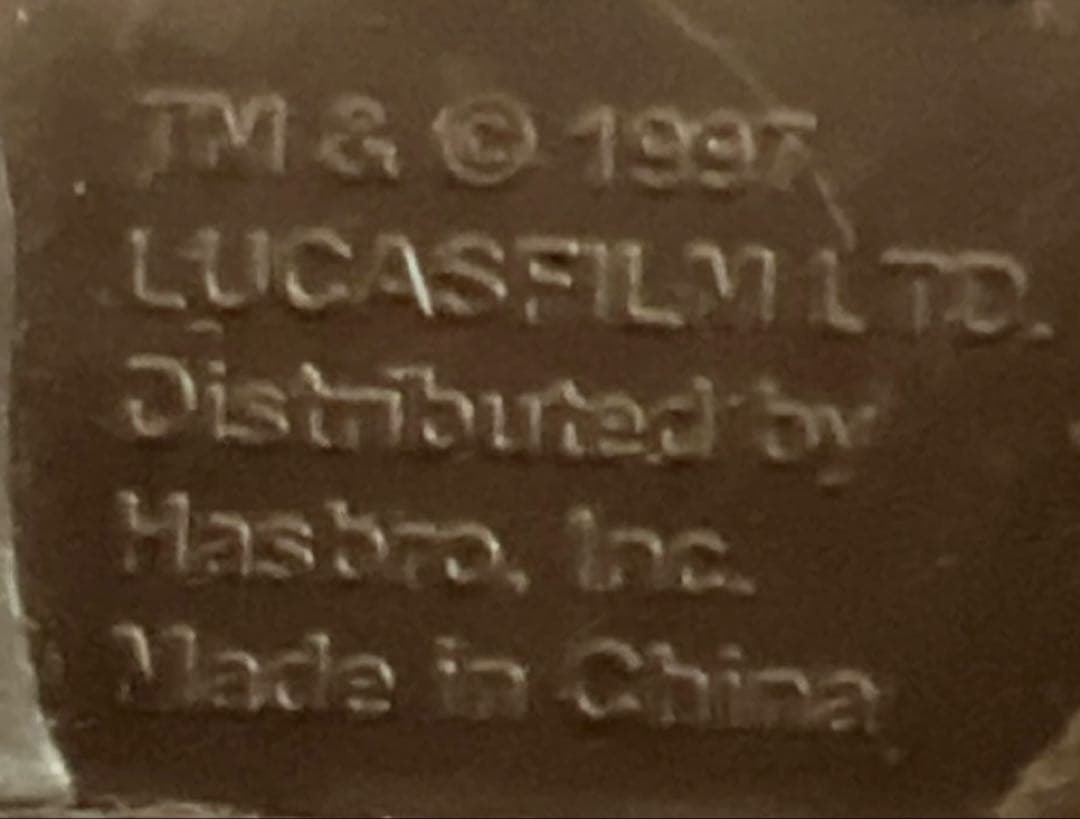 TM & © 1997
LUCASFILM LTD.
Distributed by
Hasbro, Inc.
Made in China